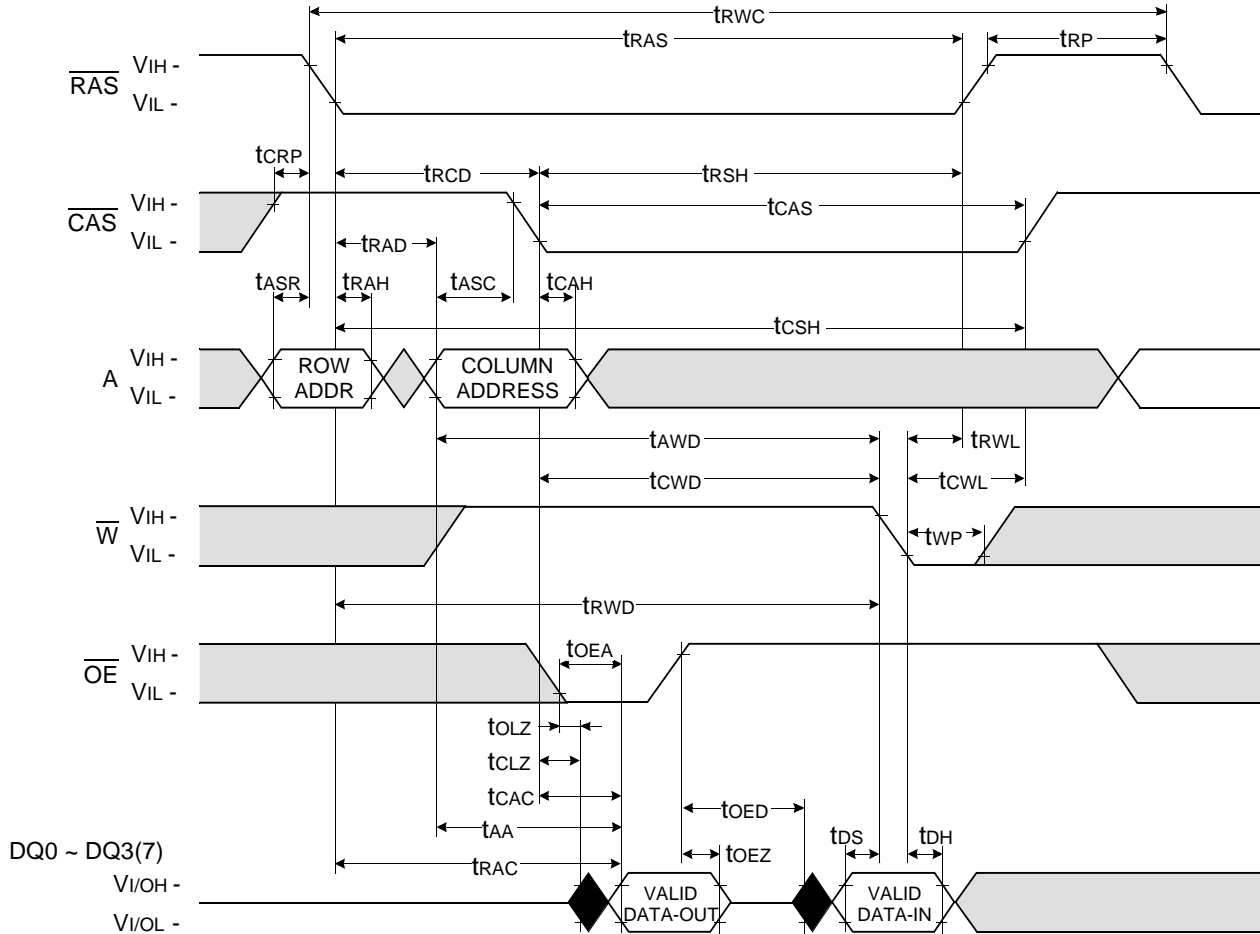 tRWC
tRAS
tRP
RAS
VIH -
VIL -
tCRP
tRCD
tRSH
CAS
VIH -
VIL -
tCAS
tRAD
tASR
tRAH
tASC
tCAH
tCSH
A
VIH -
VIL -
ROW
ADDR
COLUMN
ADDRESS
tAWD
tRWL
tCWD
tCWL
W
VIH -
VIL -
tWP
tRWD
OE
VIH -
VIL -
tOEA
tOLZ
tCLZ
tCAC
tOED
tAA
tDS
tDH
tOEZ
DQ0 ~ DQ3(7)
tRAC
VI/OH -
VI/OL -
VALID
DATA-OUT
VALID
DATA-IN